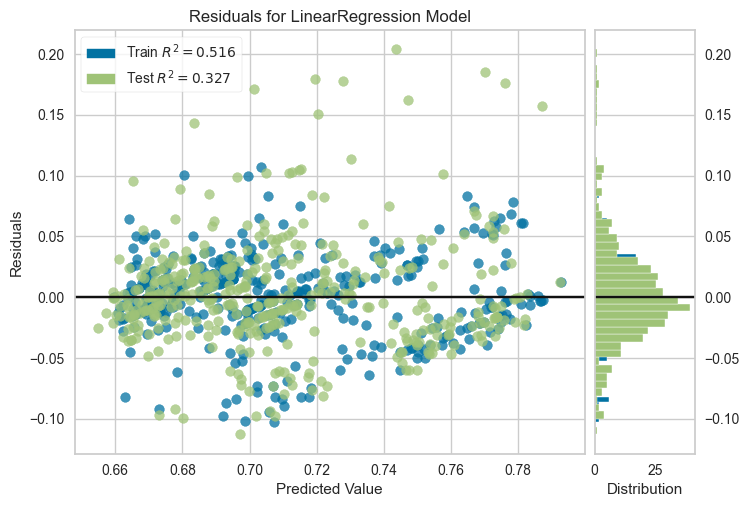 Residuals for LinearRegression Model
Train R² = 0.516
Test R² = 0.327
Residuals
0.20
0.15
0.10
0.05
0.00
−0.05
−0.10
0.66 0.68 0.70 0.72 0.74 0.76 0.78
Predicted Value
0.20
0.15
0.10
0.05
0.00
−0.05
−0.10
0 25
Distribution